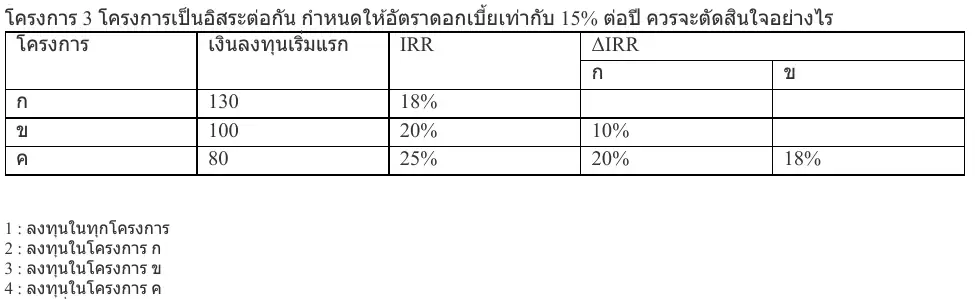 โครงการ 3 โครงการเป็นอิสระต่อกัน กำหนดให้อัตราดอกเบี้ยเท่ากับ 15% ต่อปี ควรจะตัดสินใจอย่างไร
โครงการ เงินลงทุนเริ่มแรก IRR ΔIRR
ก ข
ก 130 18%
ข 100 20% 10%
ค 80 25% 20% 18%
1 : ลงทุนในทุกโครงการ
2 : ลงทุนในโครงการ ก
3 : ลงทุนในโครงการ ข
4 : ลงทุนในโครงการ ค